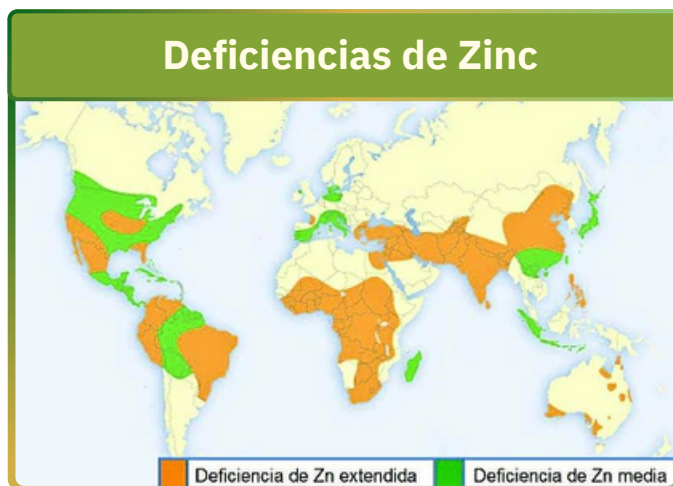 Deficiencias de Zinc
Deficiencia de Zn extendida
Deficiencia de Zn media